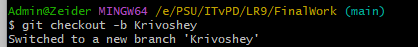 Admin@Zeider MINGW64 /e/PSU/ITvPD/LR9/FinalWork (main)
$ git checkout -b Krivoshey
Switched to a new branch 'Krivoshey'